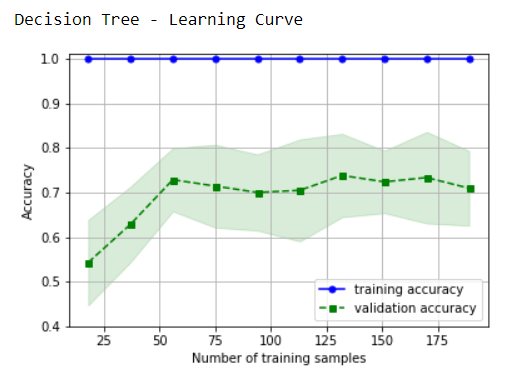 Decision Tree - Learning Curve
1.0
0.9
0.8
0.7
0.6
0.5
0.4
Accuracy
training accuracy
validation accuracy
25 50 75 100 125 150 175
Number of training samples